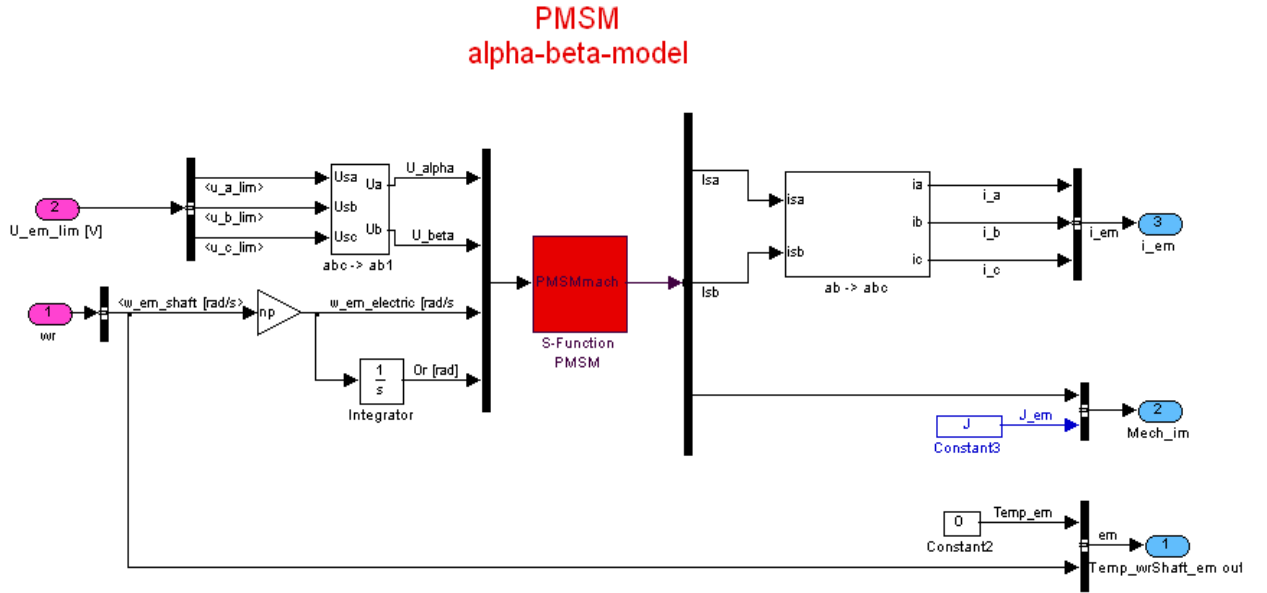 PMSM
alpha-beta-model
2
U_em_lim [V]
<u_a_lim>
<u_b_lim>
<u_c_lim>
Usa
Usb
Usc
Ua
Ub
abc -> ab1
U_alpha
U_beta
1
wr
<w_em_shaft [rad/s>
np
w_em_electric [rad/s
1
s
Integrator
Or [rad]
PMSMmach
S-Function
PMSM
Isa
Isb
isa
isb
ia
ib
ic
ab -> abc
i_a
i_b
i_c
i_em
3
i_em
J
Constant3
J_em
2
Mech_im
0
Constant2
Temp_em
em
1
Temp_wrShaft_em out